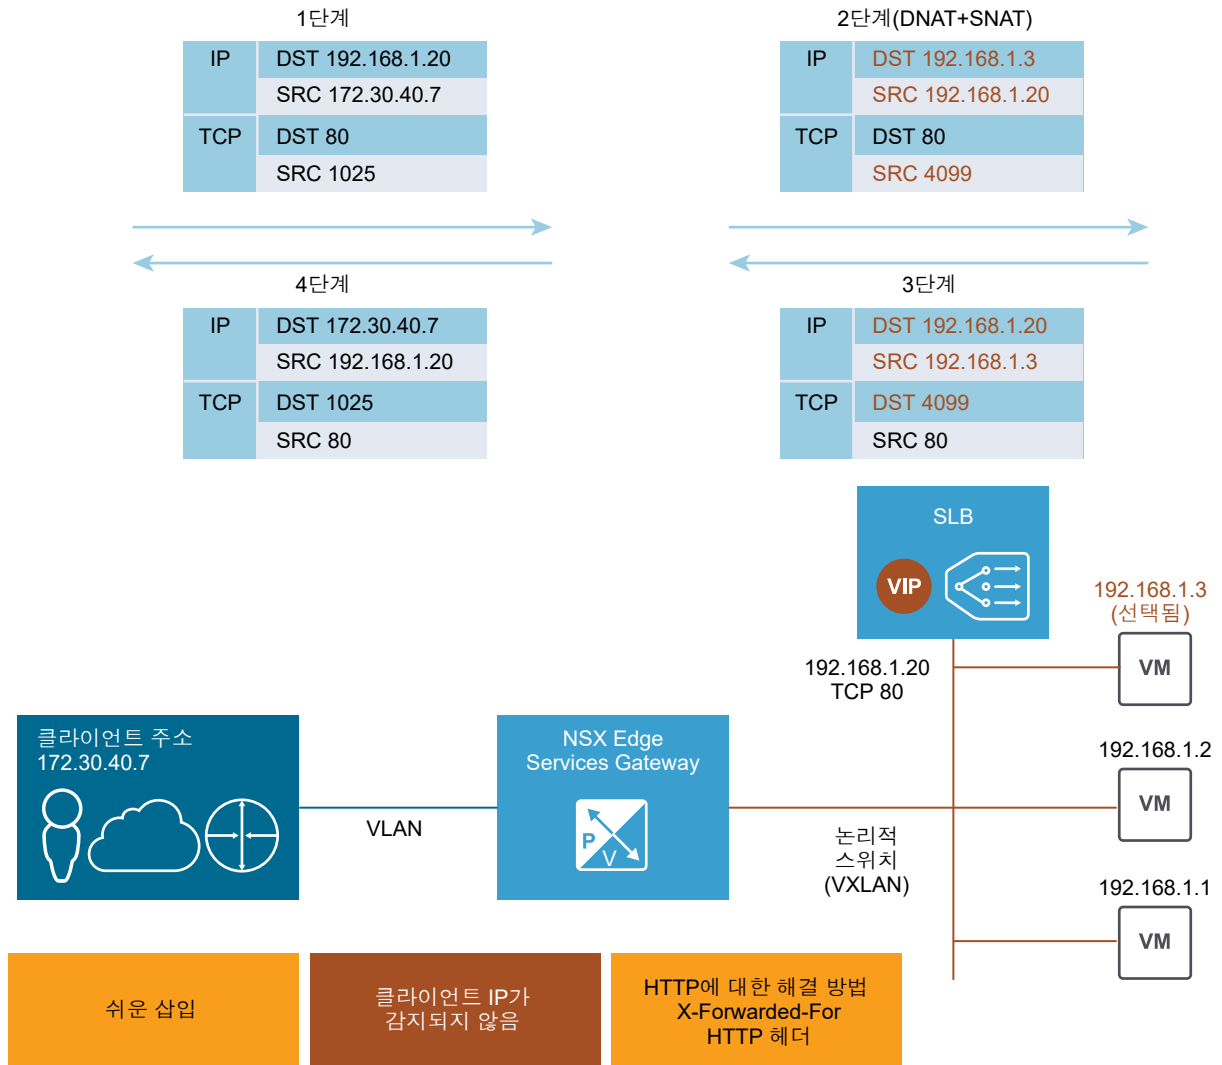 1단계
IP DST 192.168.1.20
SRC 172.30.40.7
TCP DST 80
SRC 1025
2단계(DNAT+SNAT)
IP DST 192.168.1.3
SRC 192.168.1.20
TCP DST 80
SRC 4099
4단계
IP DST 172.30.40.7
SRC 192.168.1.20
TCP DST 1025
SRC 80
3단계
IP DST 192.168.1.20
SRC 192.168.1.3
TCP DST 4099
SRC 80
SLB
VIP
192.168.1.20
TCP 80
192.168.1.3
(선택됨)
VM
클라이언트 주소
172.30.40.7
VLAN
NSX Edge
Services Gateway
P
V
논리적
스위치
(VXLAN)
192.168.1.2
VM
192.168.1.1
VM
쉬운 삽입
클라이언트 IP가
감지되지 않음
HTTP에 대한 해결 방법
X-Forwarded-For
HTTP 헤더